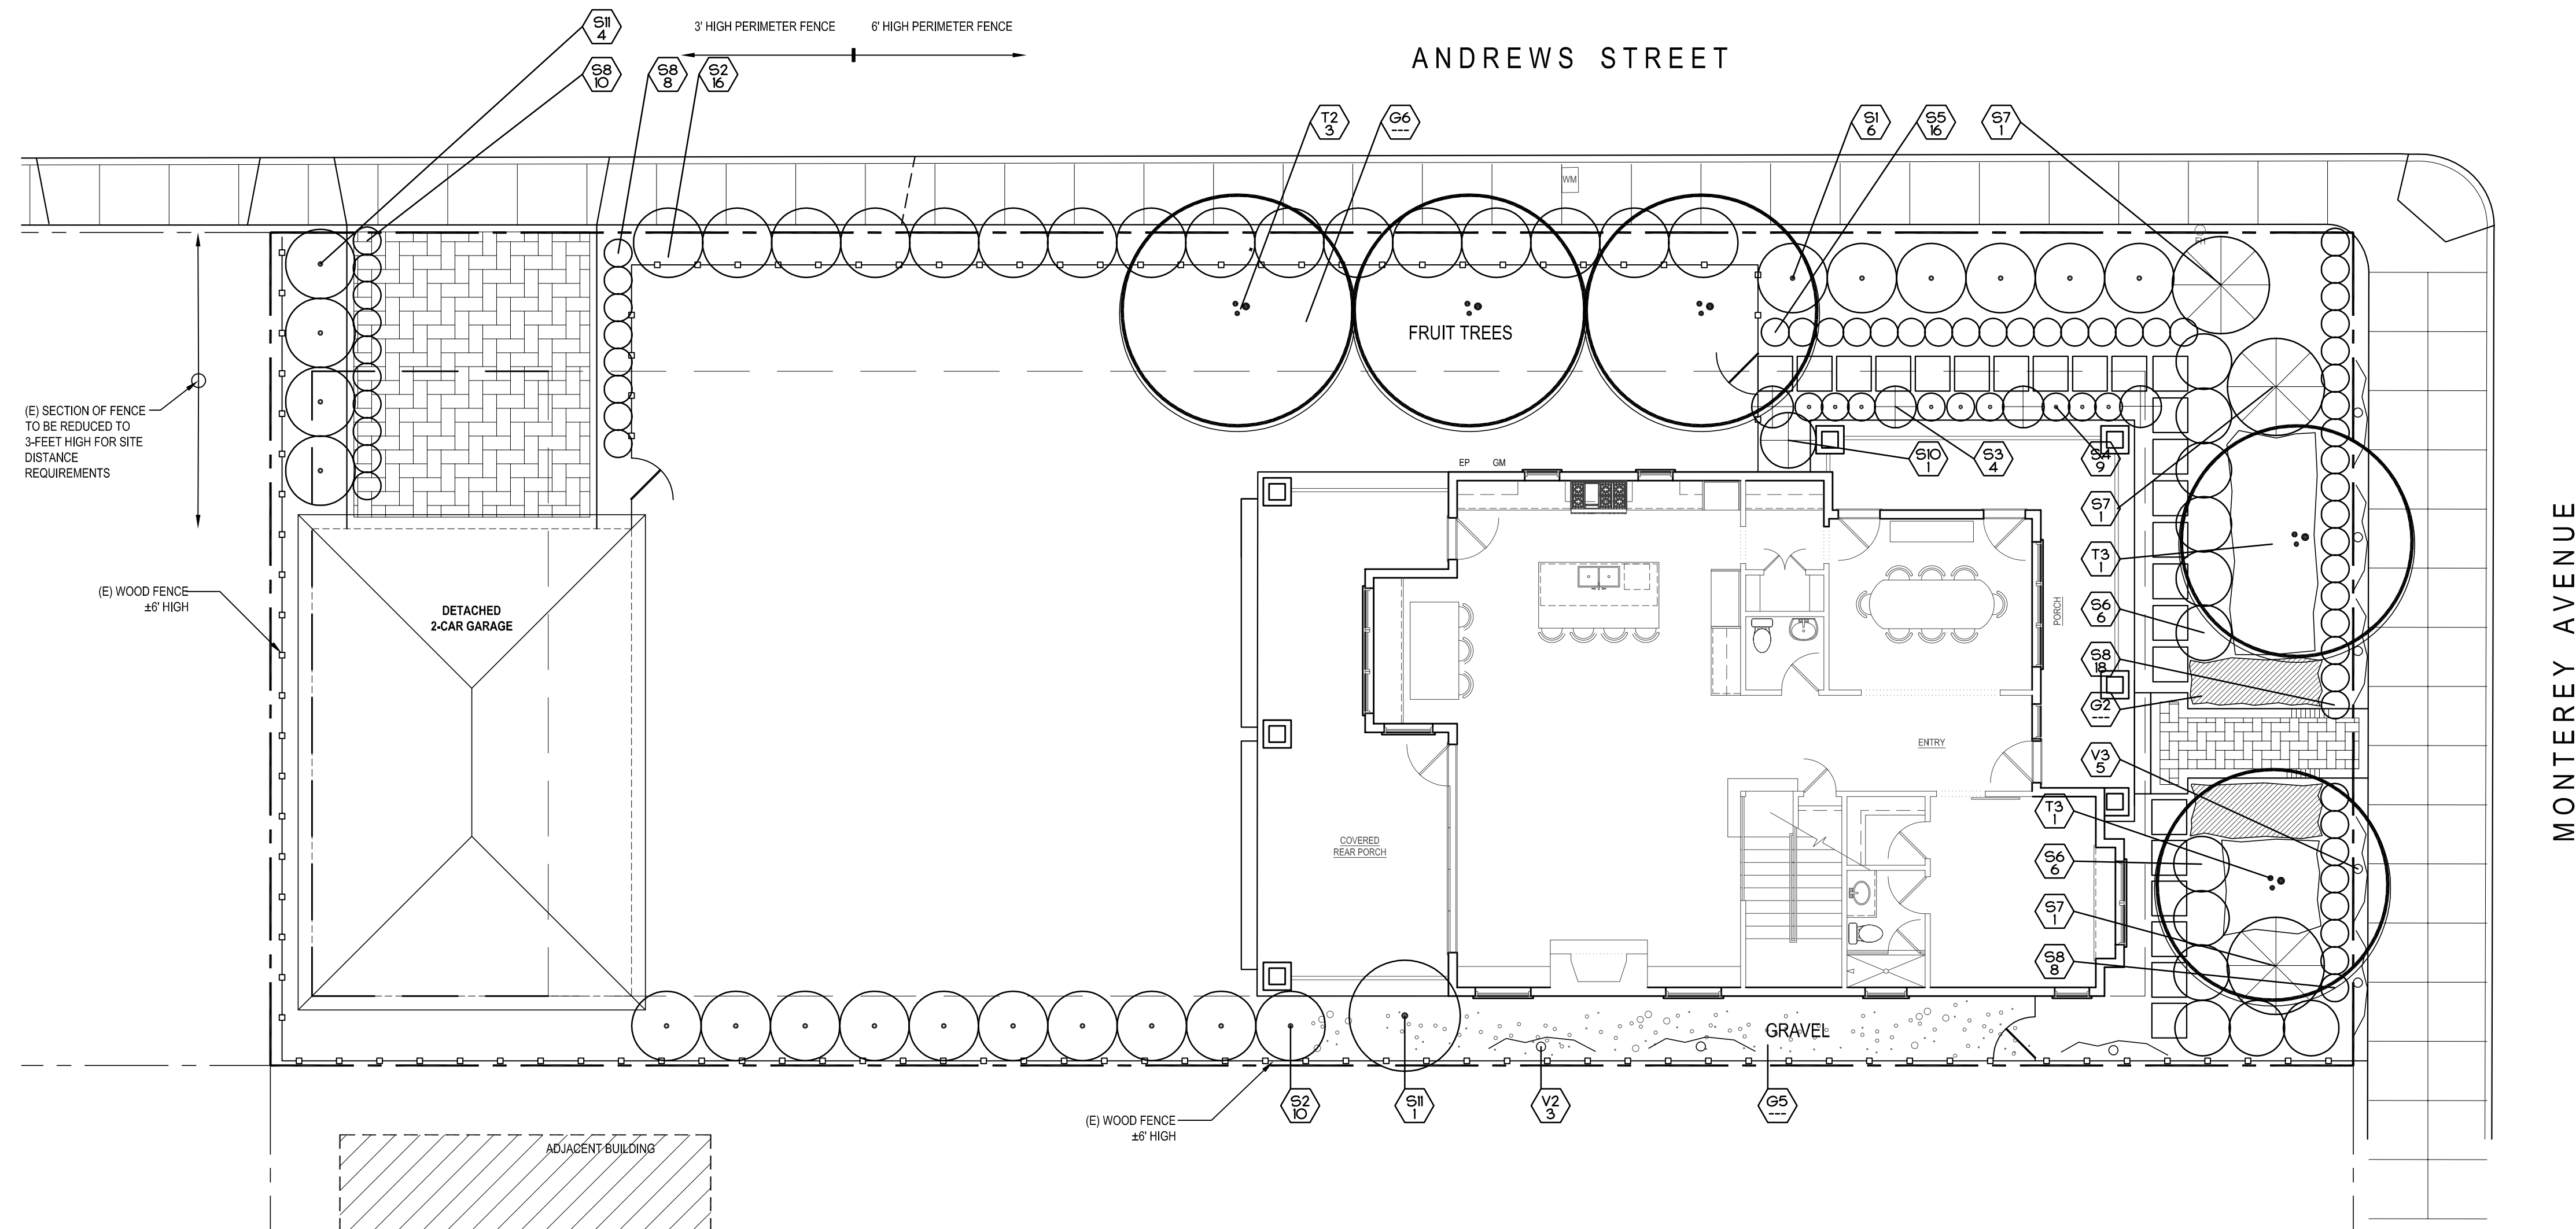 S11
4
3' HIGH PERIMETER FENCE
6' HIGH PERIMETER FENCE
ANDREWS STREET
S8
10
S8
8
S2
16
T2
3
G6
---
S1
6
S5
16
S7
1
WM
FH
FRUIT TREES
(E) SECTION OF FENCE
TO BE REDUCED TO
3-FEET HIGH FOR SITE
DISTANCE
REQUIREMENTS
EP
GM
S10
1
S3
4
S4
9
S7
1
T3
1
(E) WOOD FENCE
±6' HIGH
DETACHED
2-CAR GARAGE
PORCH
S6
6
S8
18
G2
---
MONTEREY AVENUE
ENTRY
V3
5
T3
1
COVERED
REAR PORCH
S6
6
S7
1
S8
8
GRAVEL
(E) WOOD FENCE
±6' HIGH
S2
10
S11
1
V2
3
G5
---
ADJACENT BUILDING